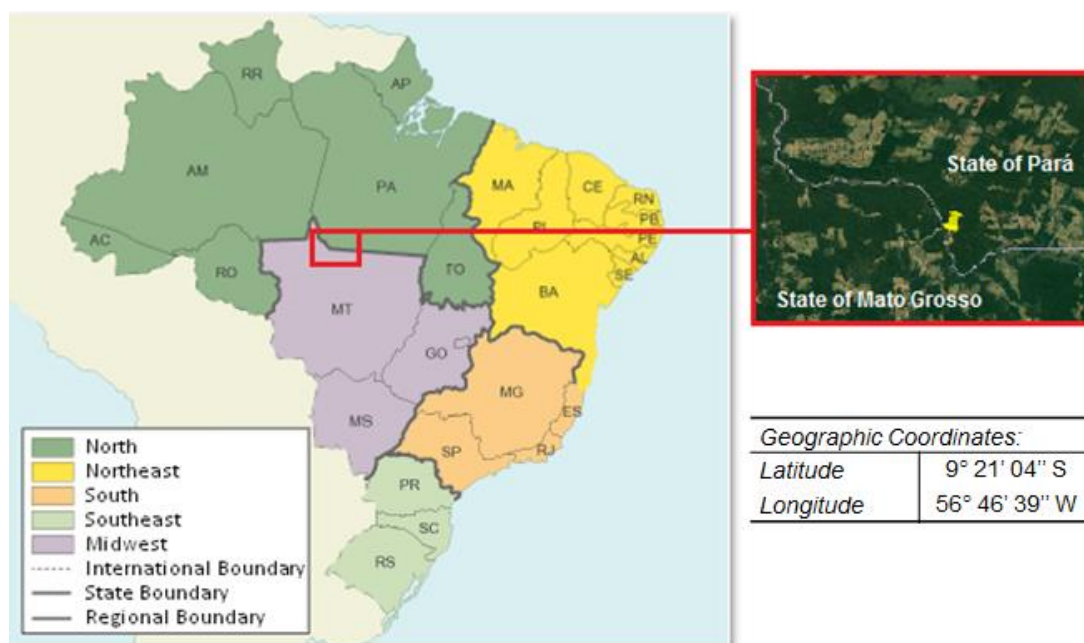 RR
AP
AM
PA
MA
CE
RN
PB
PI
PE
AC
AL
TO
SE
RO
BA
MT
GO
MG
MS
ES
SP
RJ
PR
SC
RS
North
Northeast
South
Southeast
Midwest
International Boundary
State Boundary
Regional Boundary
State of Pará
State of Mato Grosso
Geographic Coordinates:
Latitude 9° 21' 04'' S
Longitude 56° 46' 39'' W